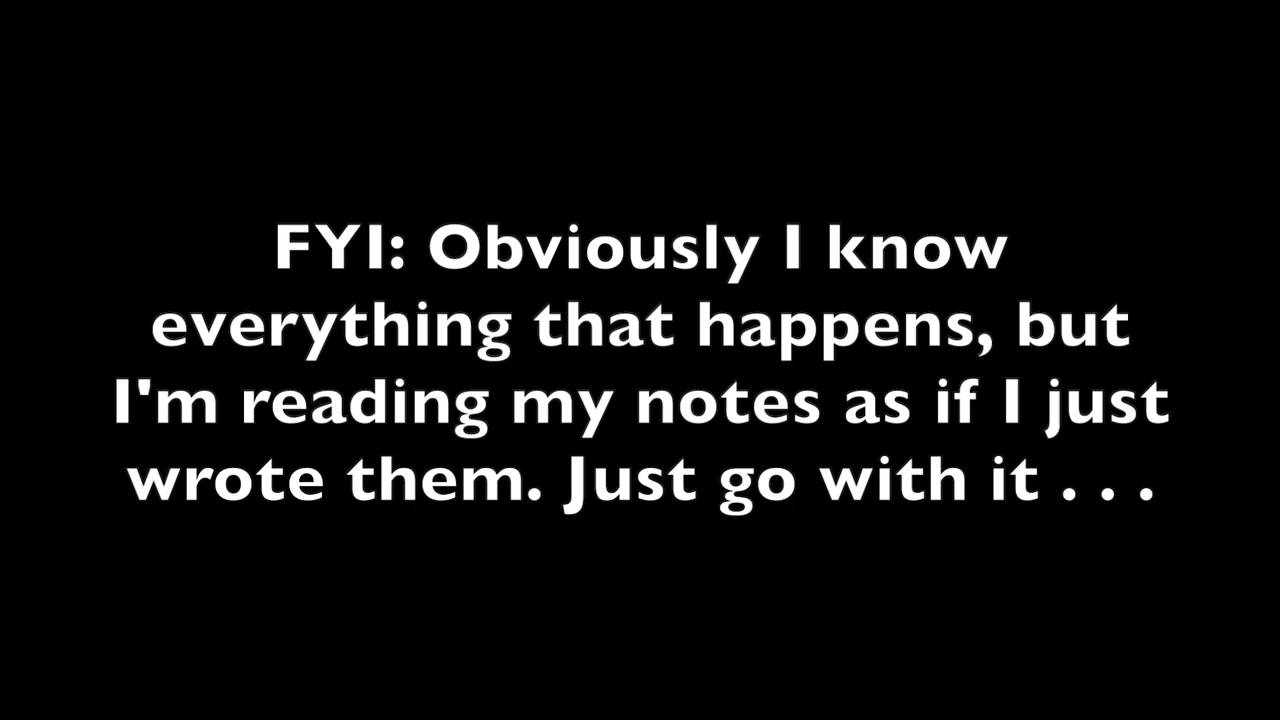 FYI: Obviously I know
everything that happens, but
I'm reading my notes as if I just
wrote them. Just go with it . . .